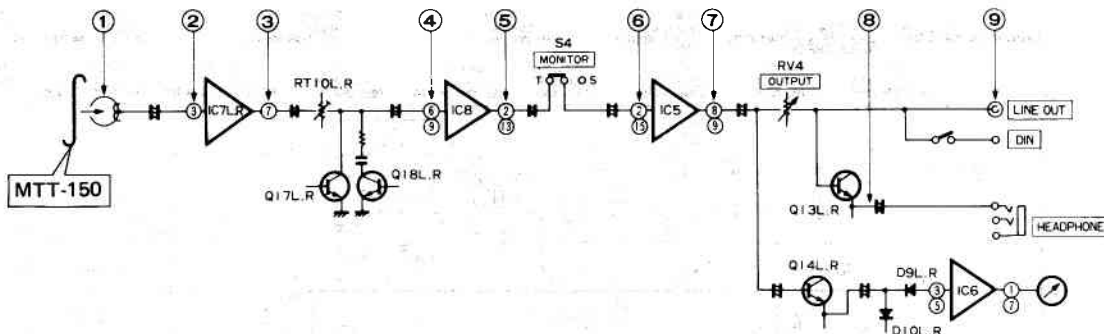 ① ② ③ ④ ⑤ ⑥ ⑦ ⑧ ⑨
S4
MONITOR
RV4
OUTPUT
RT10L.R
T S
3 IC7L.R 7
6 9 IC8 2 13
2 15 IC5 8 9
LINE OUT
DIN
MTT-150
Q17L.R
Q18L.R
Q13L.R
HEADPHONE
Q14L.R
D9L.R
3 5 IC6 1 7
D10L.R